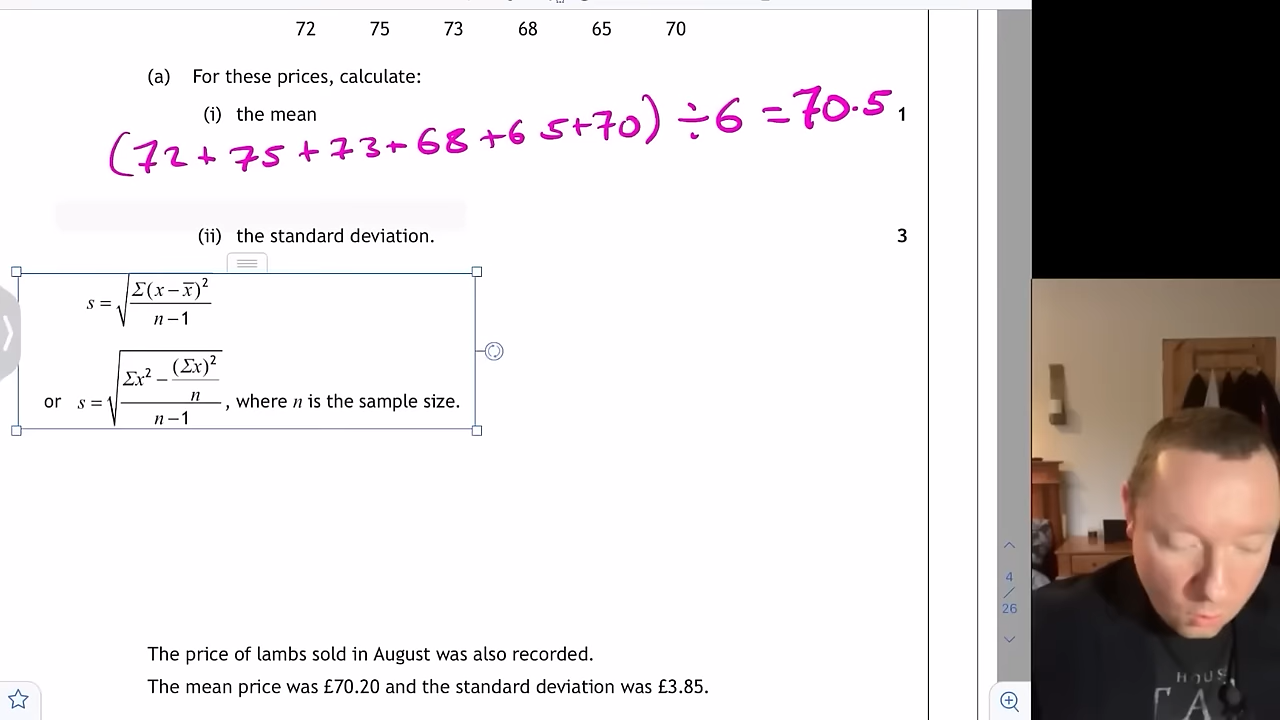 72 75 73 68 65 70
(a) For these prices, calculate:
(i) the mean 1
(72+75+73+68+65+70) ÷6 =70.5
(ii) the standard deviation. 3
s = √(Σ(x−x̄)²/(n−1))
or s = √((Σx² − (Σx)²/n)/(n−1)), where n is the sample size.
4
/
26
The price of lambs sold in August was also recorded.
The mean price was £70.20 and the standard deviation was £3.85.
HOUS